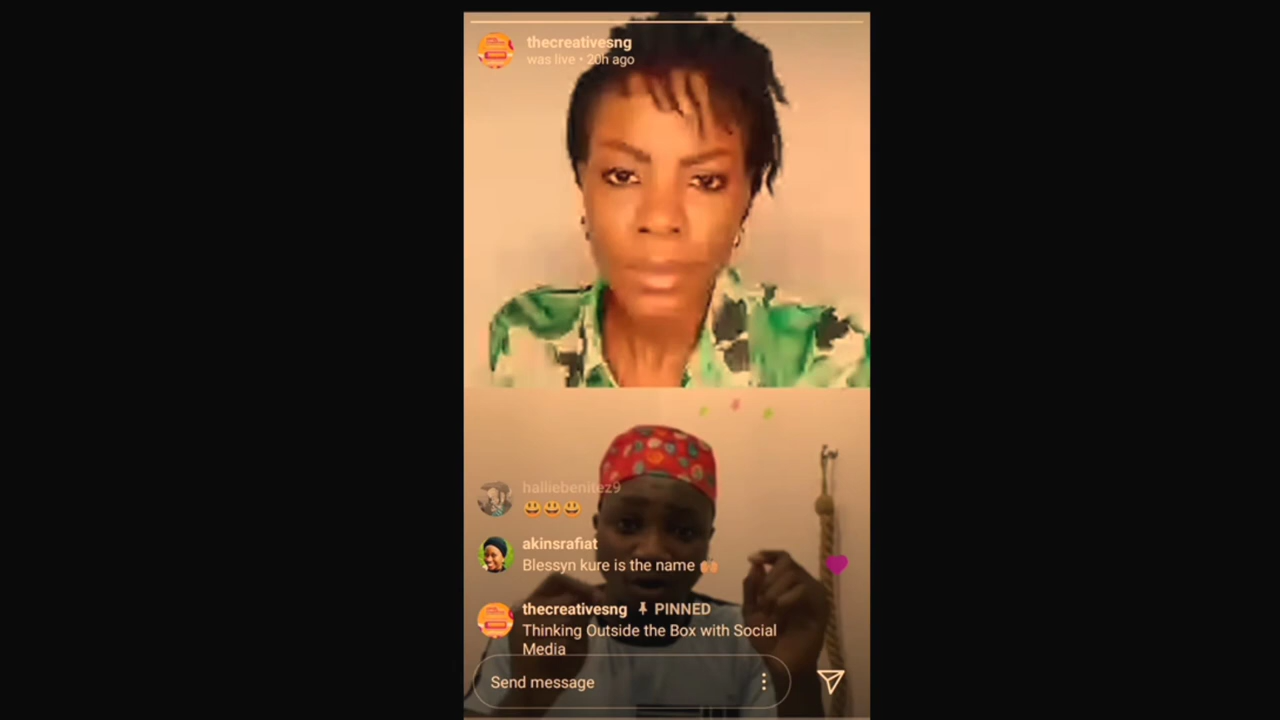 thecreativesng
was live • 20h ago
halliebenitez9
akinsrafiat
Blessyn kure is the name
thecreativesng PINNED
Thinking Outside the Box with Social
Media
Send message